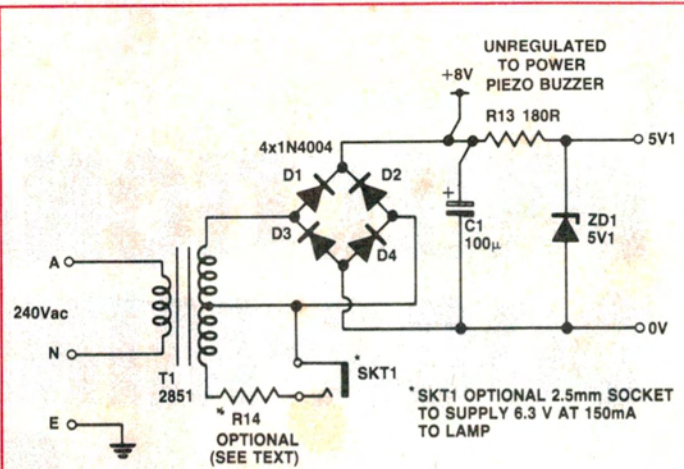 UNREGULATED
TO POWER
PIEZO BUZZER
+8V
R13 180R
5V1
4x1N4004
D1
D2
D3
D4
+
C1
100μ
ZD1
5V1
A
240Vac
N
T1
2851
E
* R14
OPTIONAL
(SEE TEXT)
* SKT1
0V
*SKT1 OPTIONAL 2.5mm SOCKET
TO SUPPLY 6.3 V AT 150mA
TO LAMP